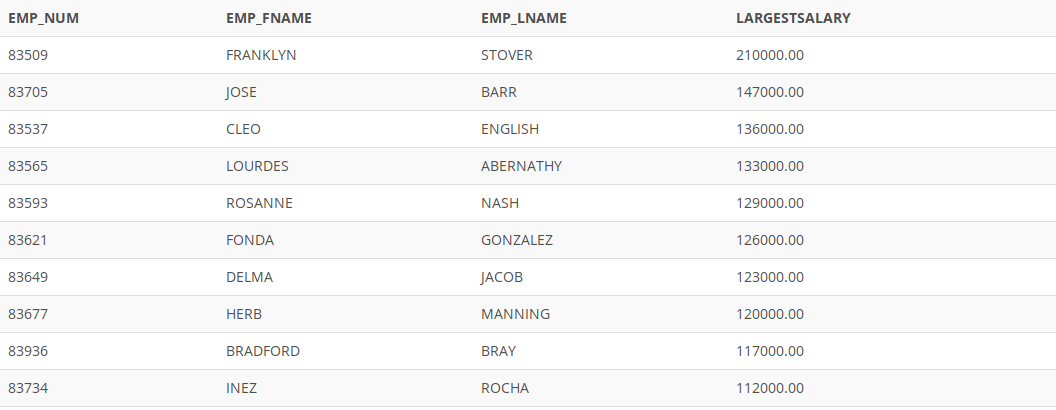 EMP_NUM EMP_FNAME EMP_LNAME LARGESTSALARY
83509 FRANKLYN STOVER 210000.00
83705 JOSE BARR 147000.00
83537 CLEO ENGLISH 136000.00
83565 LOURDES ABERNATHY 133000.00
83593 ROSANNE NASH 129000.00
83621 FONDA GONZALEZ 126000.00
83649 DELMA JACOB 123000.00
83677 HERB MANNING 120000.00
83936 BRADFORD BRAY 117000.00
83734 INEZ ROCHA 112000.00